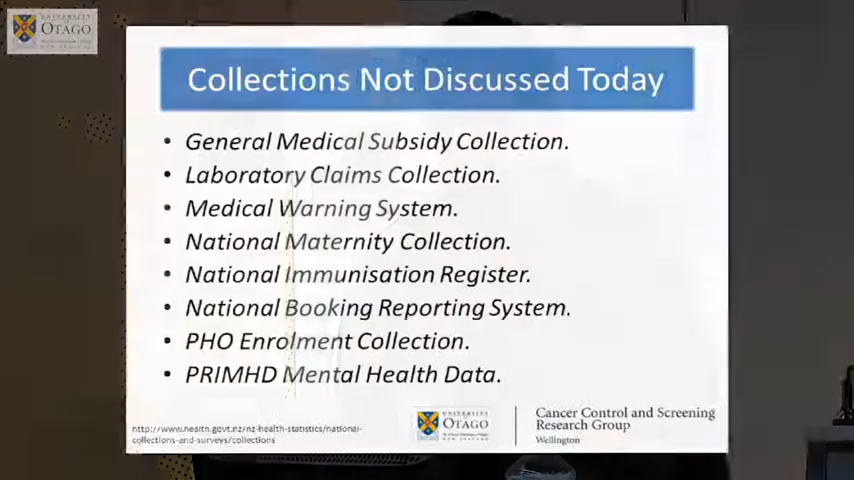 UNIVERSITY
of
OTAGO
NEW ZEALAND
Collections Not Discussed Today
• General Medical Subsidy Collection.
• Laboratory Claims Collection.
• Medical Warning System.
• National Maternity Collection.
• National Immunisation Register.
• National Booking Reporting System.
• PHO Enrolment Collection.
• PRIMHD Mental Health Data.
http://www.health.govt.nz/nz-health-statistics/national-
collections-and-surveys/collections
UNIVERSITY
of
OTAGO
Cancer Control and Screening
Research Group
Wellington